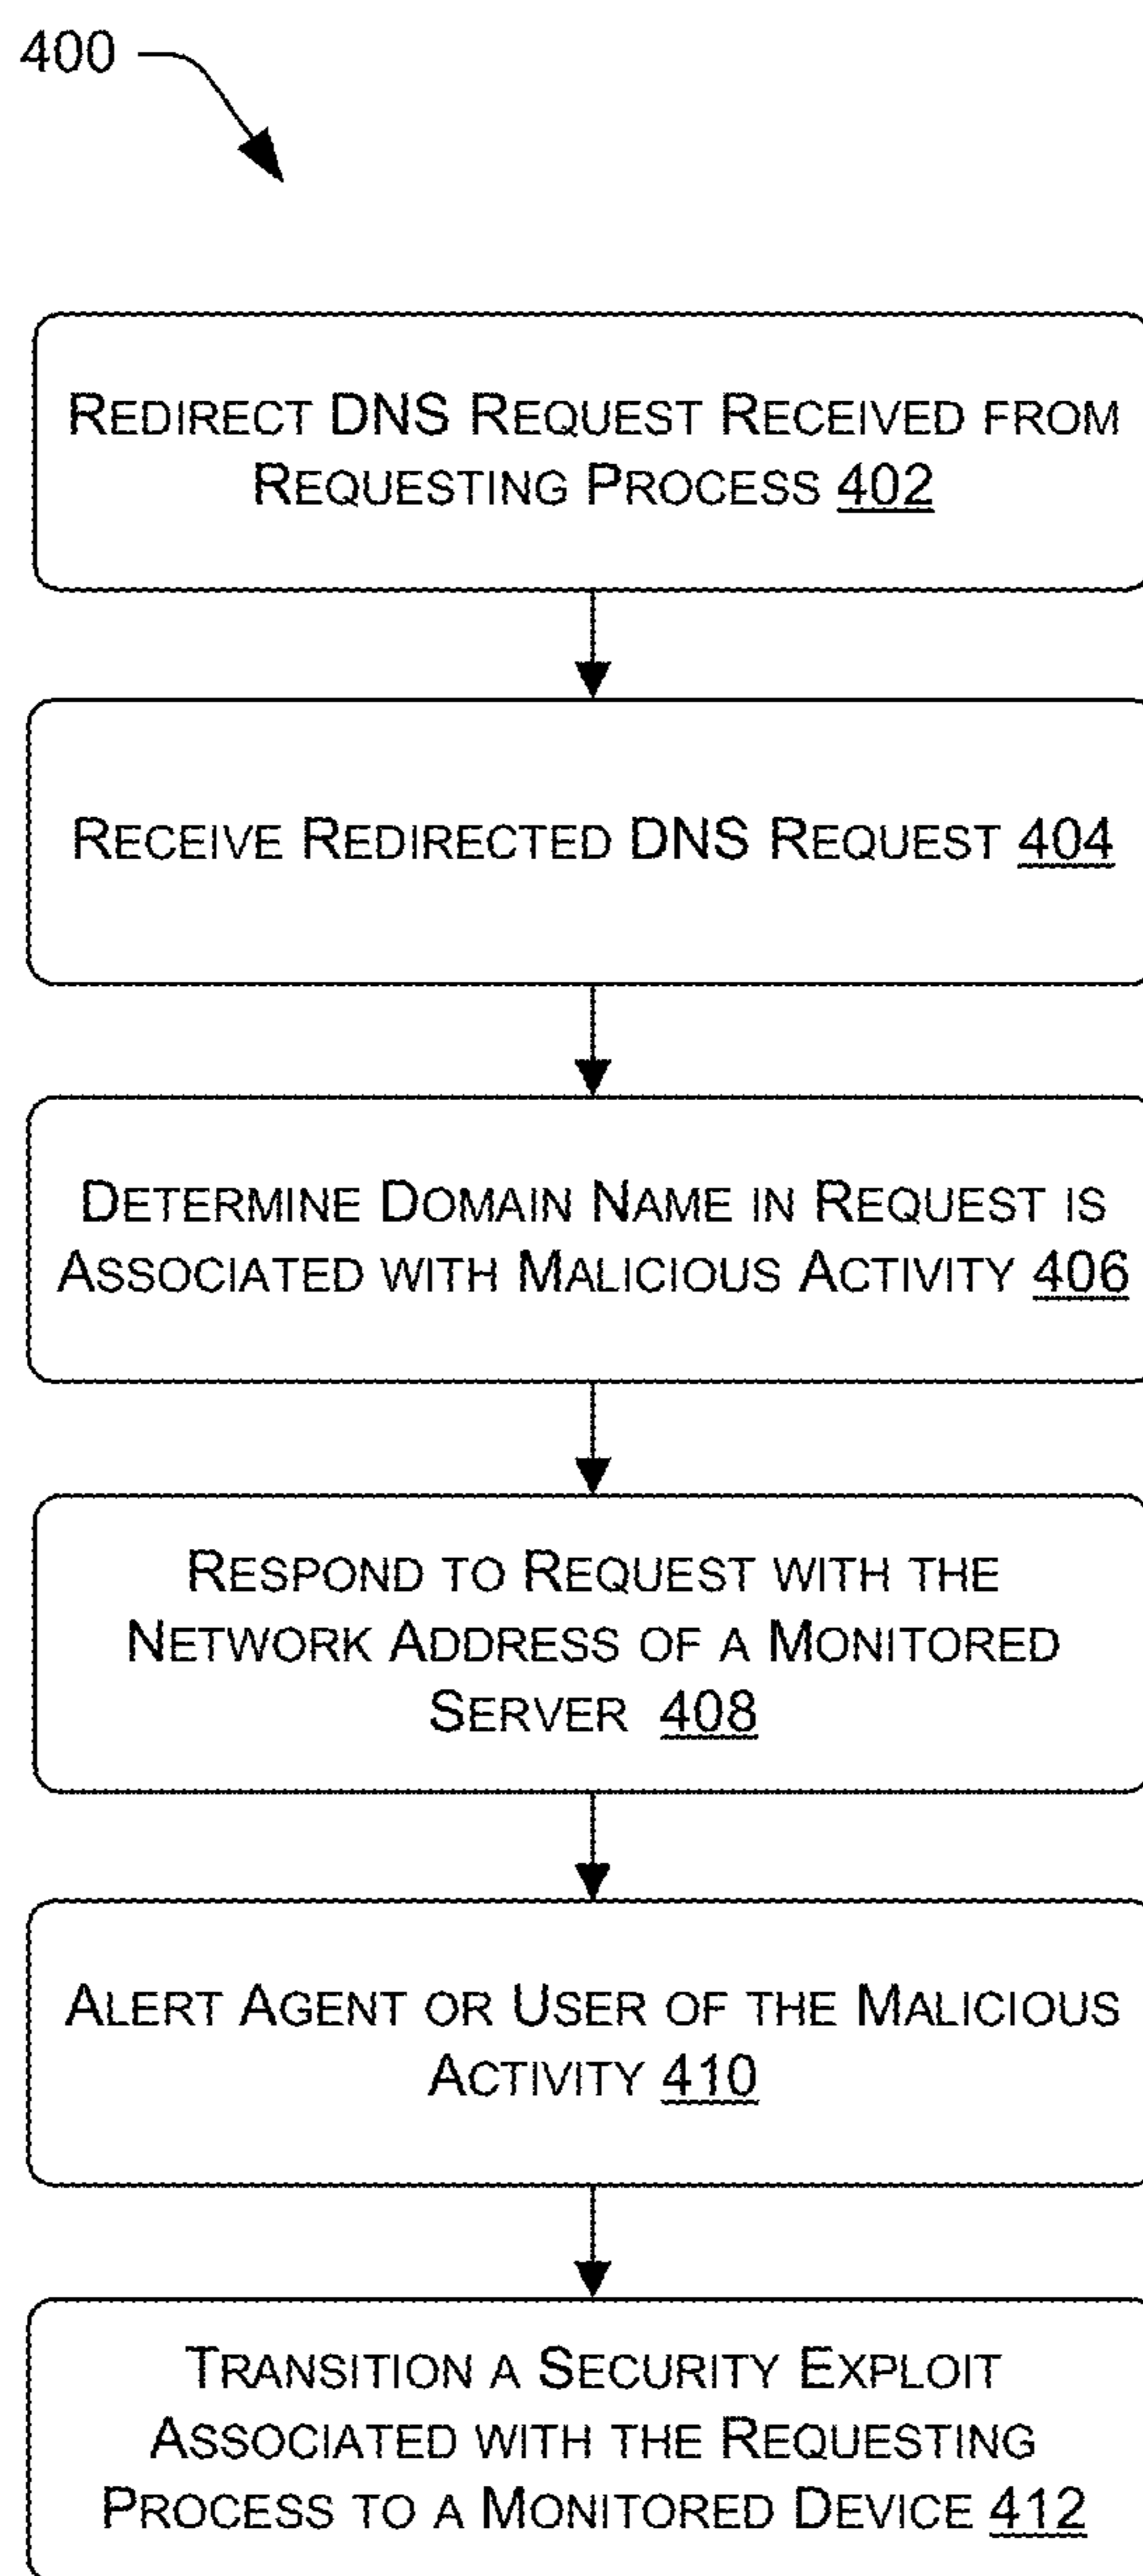 400
REDIRECT DNS REQUEST RECEIVED FROM
REQUESTING PROCESS 402
RECEIVE REDIRECTED DNS REQUEST 404
DETERMINE DOMAIN NAME IN REQUEST IS
ASSOCIATED WITH MALICIOUS ACTIVITY 406
RESPOND TO REQUEST WITH THE
NETWORK ADDRESS OF A MONITORED
SERVER 408
ALERT AGENT OR USER OF THE MALICIOUS
ACTIVITY 410
TRANSITION A SECURITY EXPLOIT
ASSOCIATED WITH THE REQUESTING
PROCESS TO A MONITORED DEVICE 412